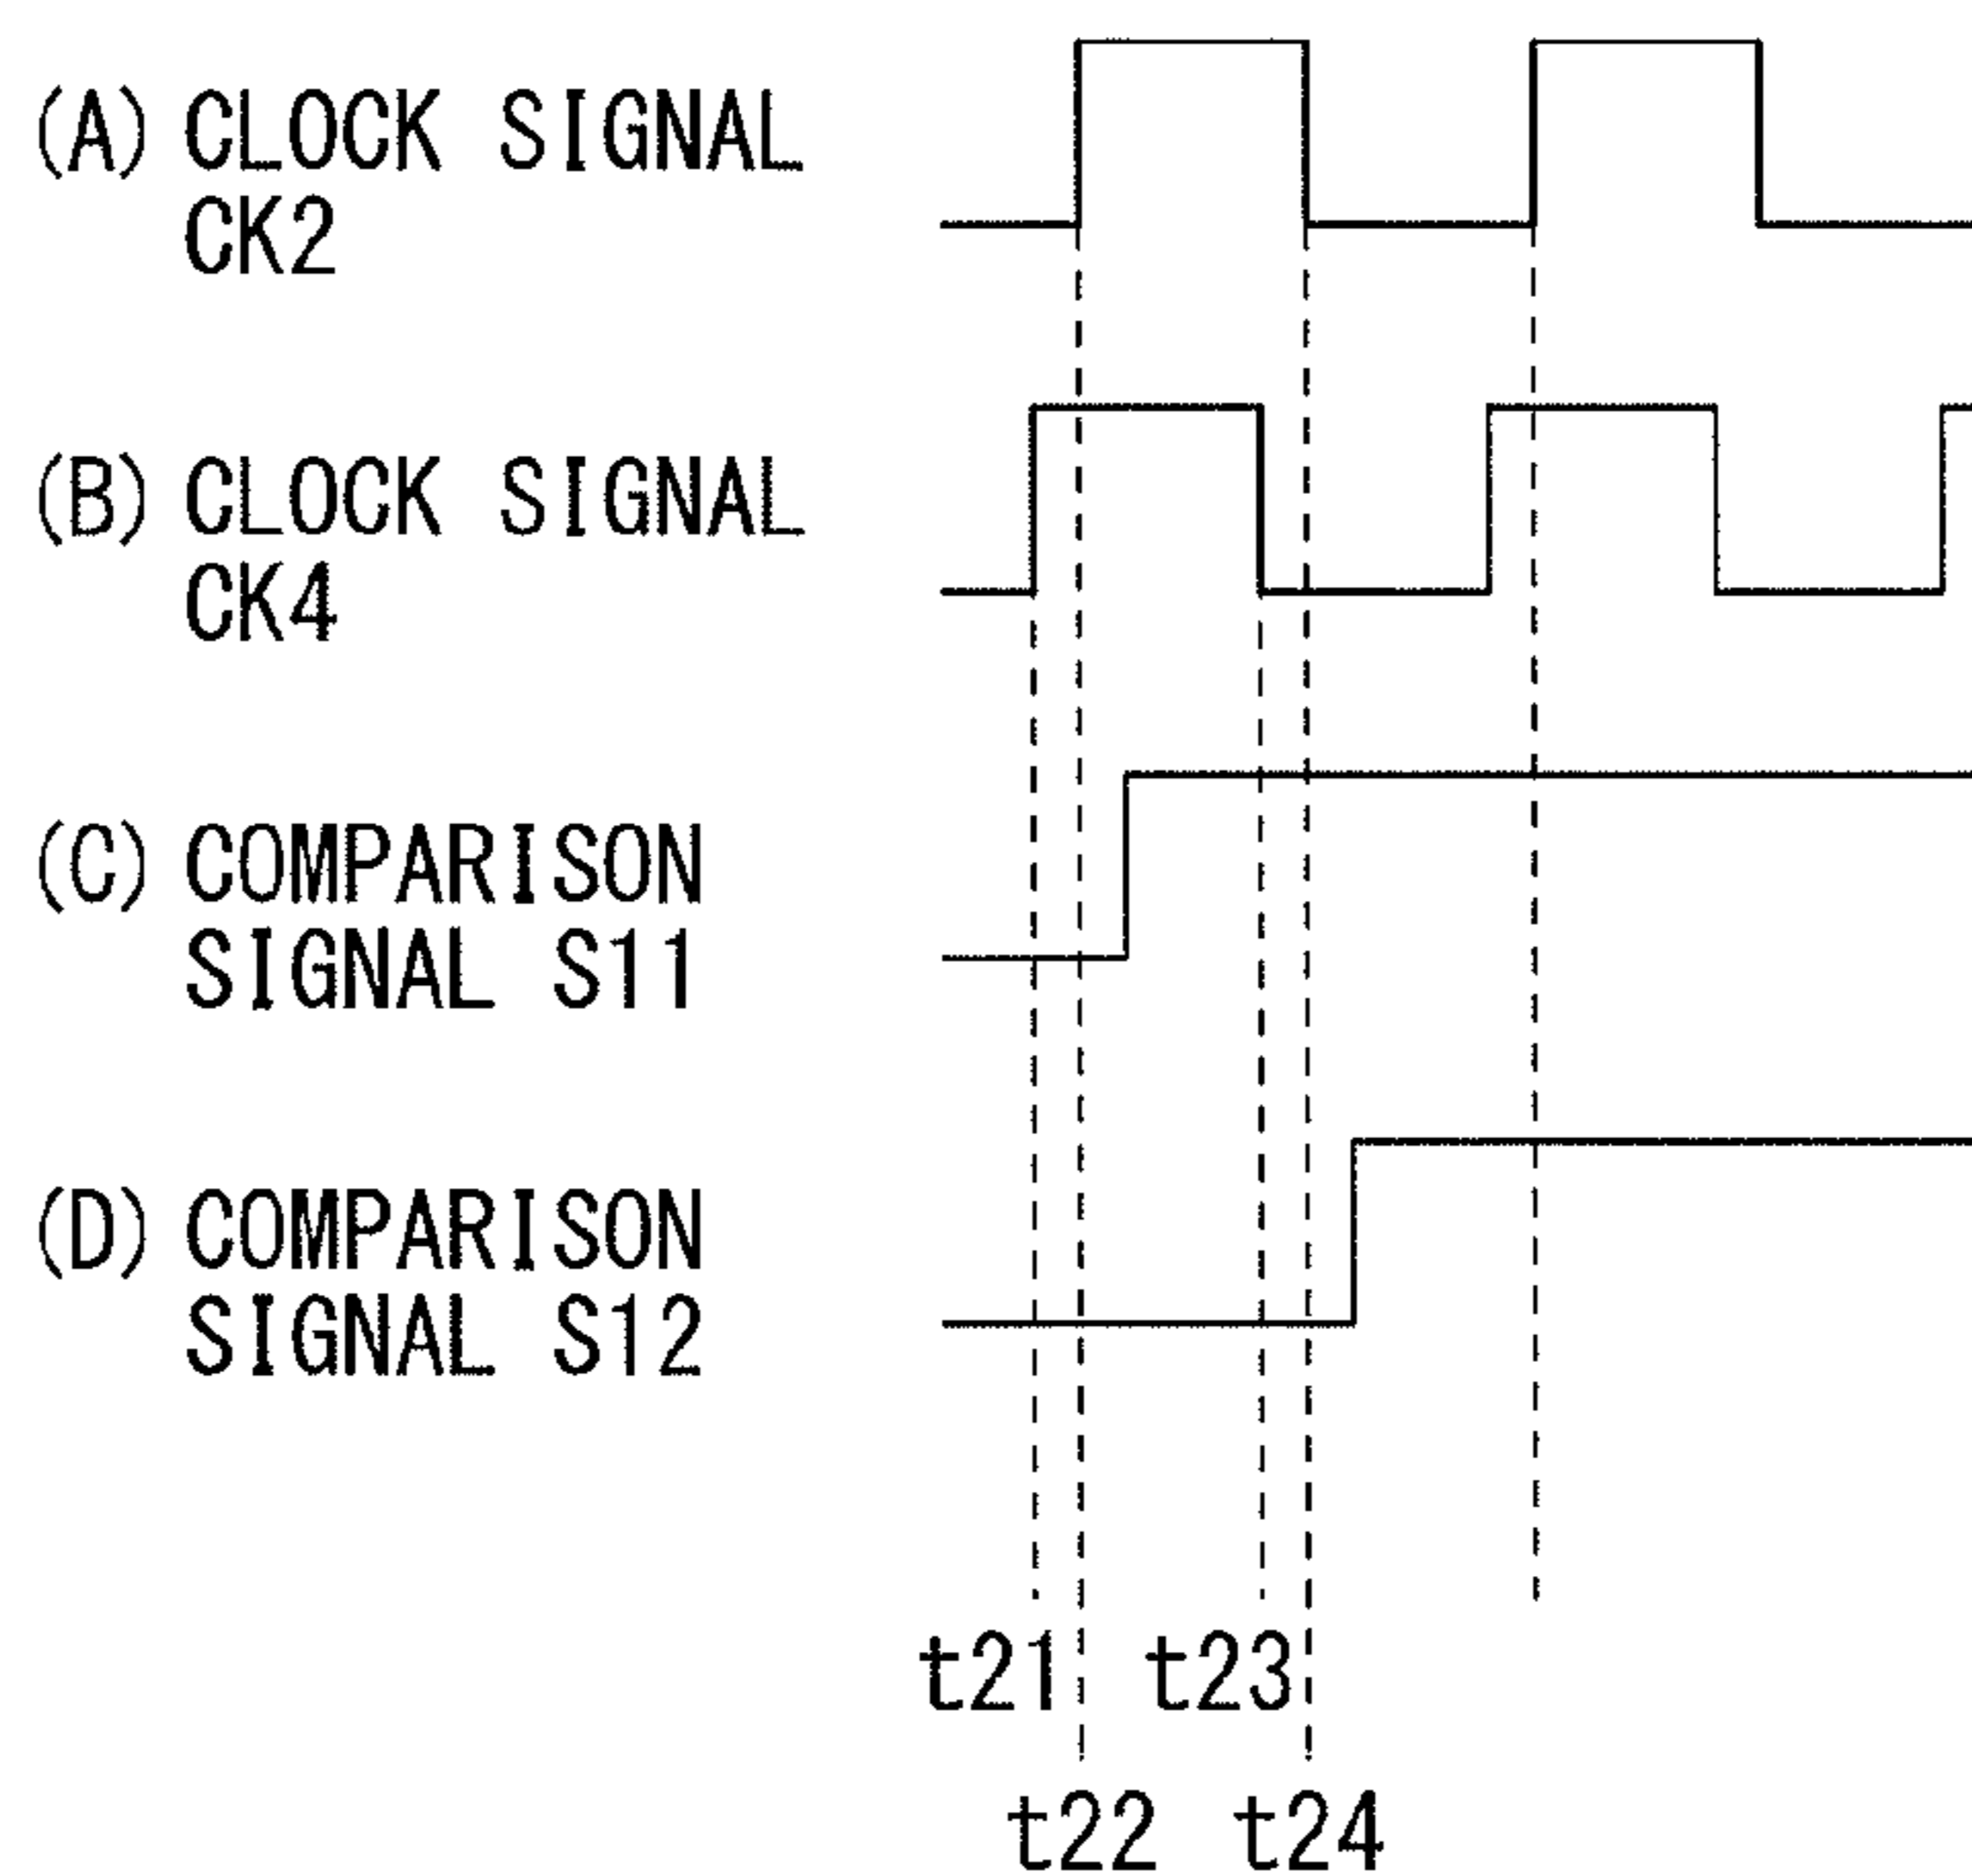 (A) CLOCK SIGNAL
CK2
(B) CLOCK SIGNAL
CK4
(C) COMPARISON
SIGNAL S11
(D) COMPARISON
SIGNAL S12
t21 t23
t22 t24